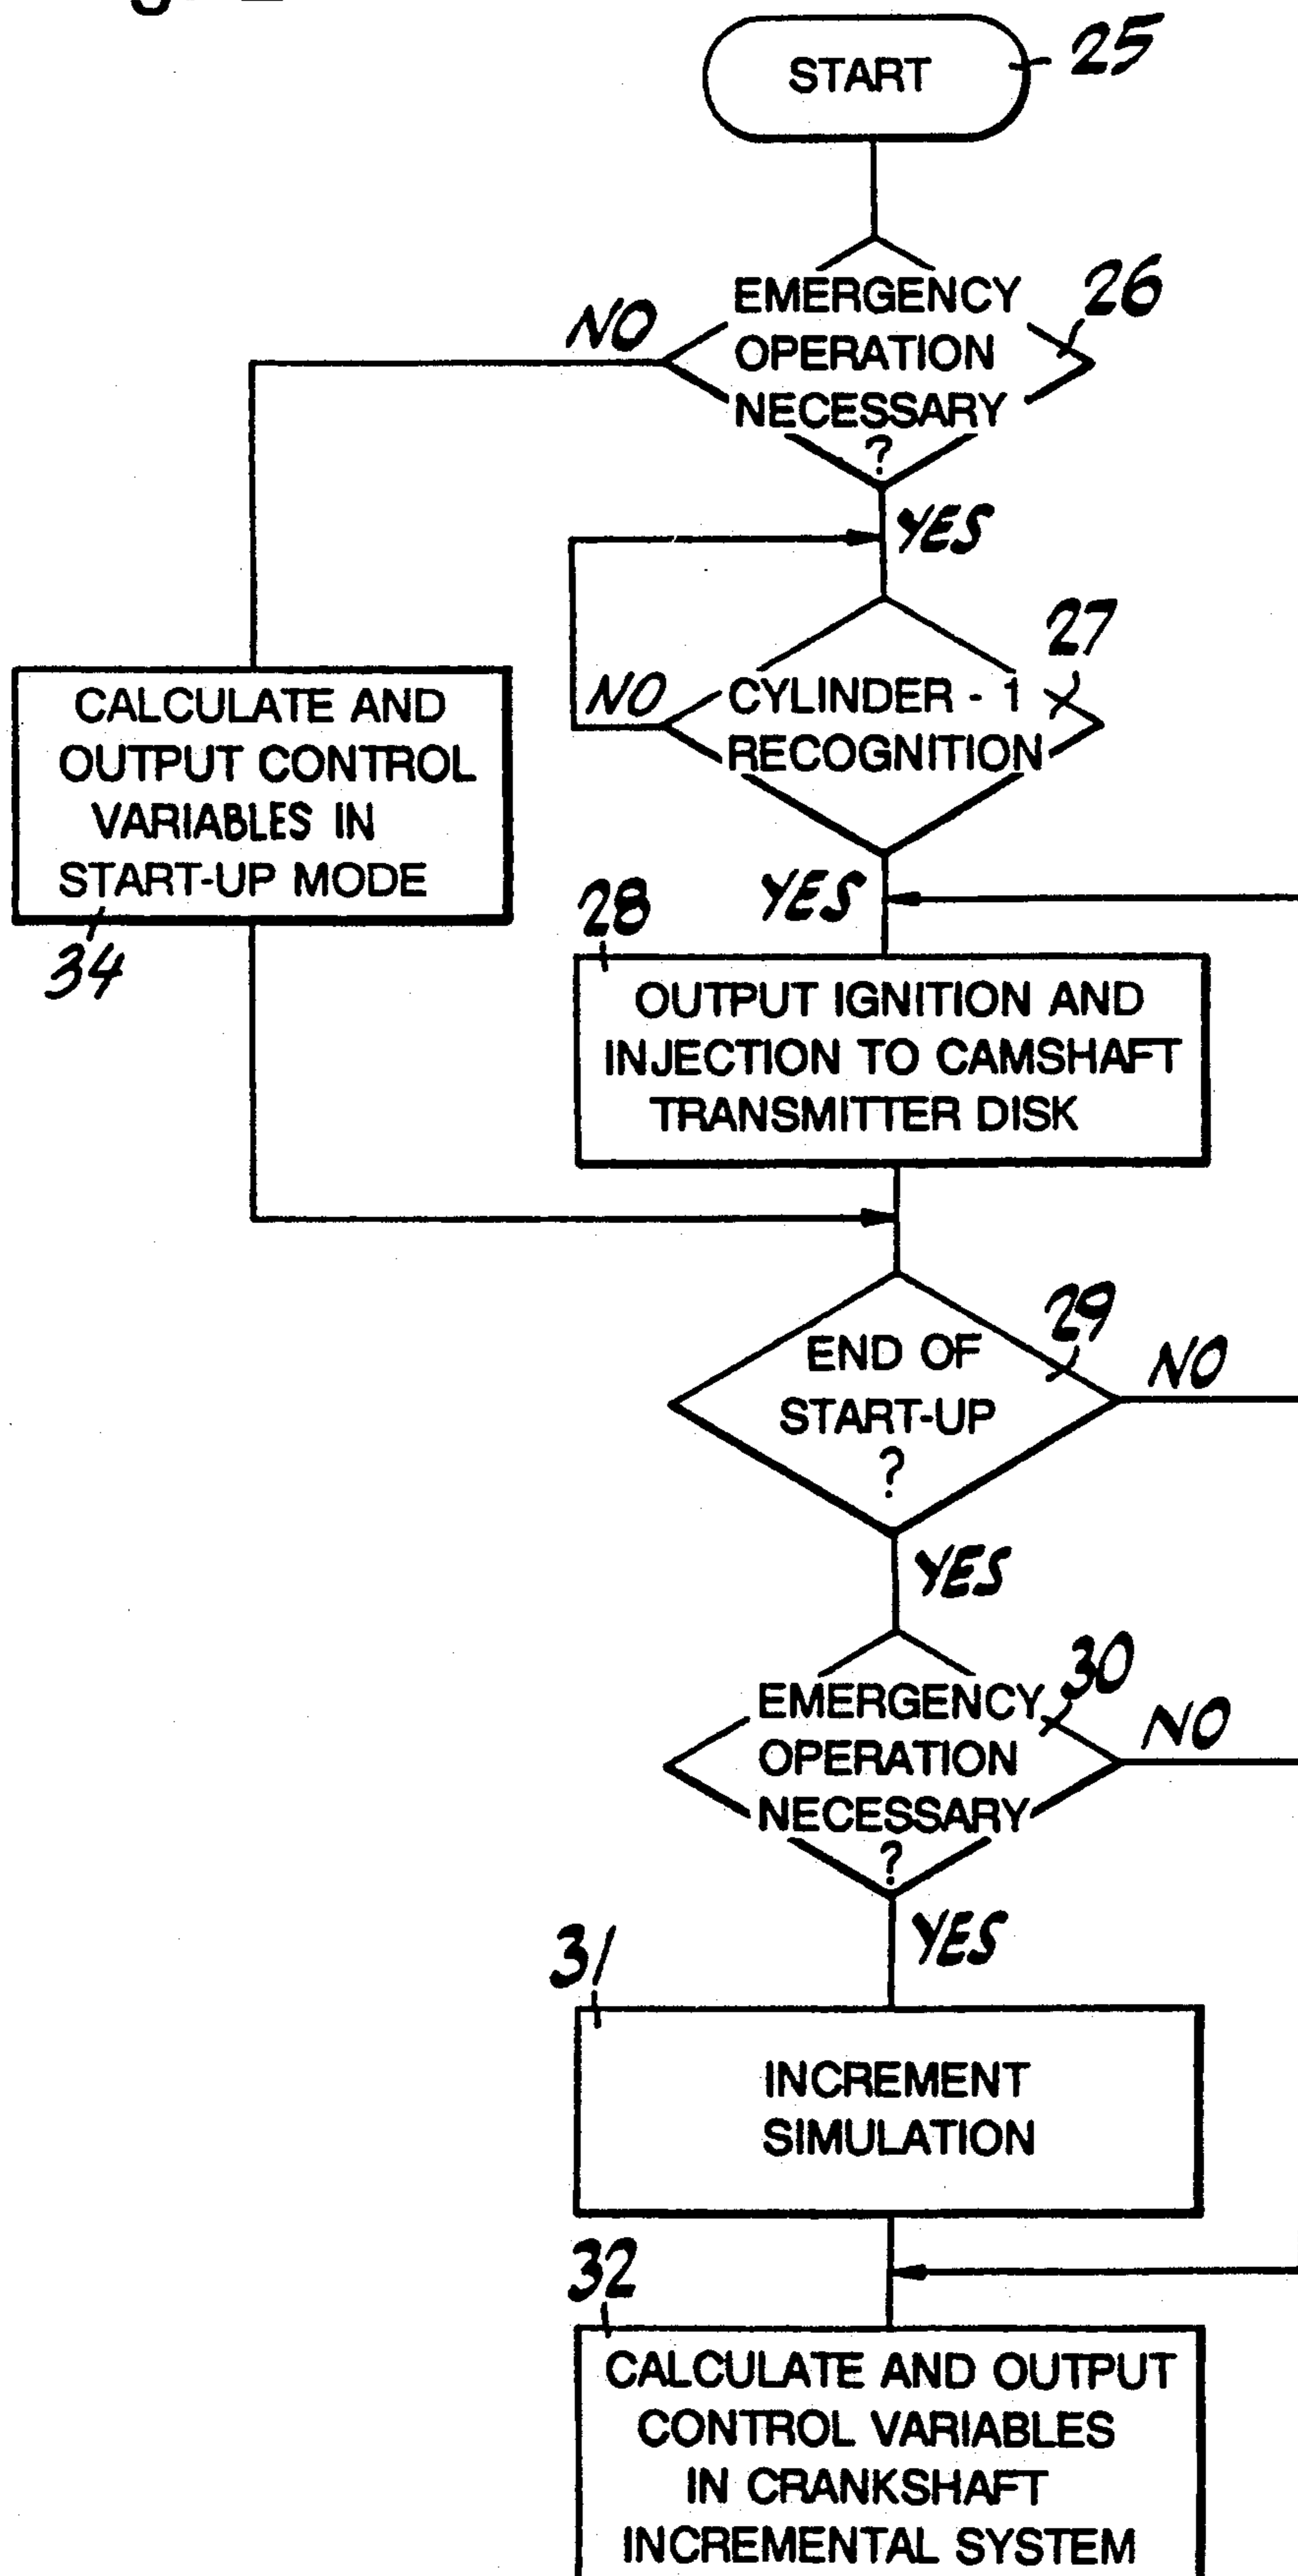 START
25
EMERGENCY
OPERATION
NECESSARY
?
26
NO
YES
CYLINDER - 1
RECOGNITION
27
NO
YES
CALCULATE AND
OUTPUT CONTROL
VARIABLES IN
START-UP MODE
34
28
OUTPUT IGNITION AND
INJECTION TO CAMSHAFT
TRANSMITTER DISK
END OF
START-UP
?
29
NO
YES
EMERGENCY
OPERATION
NECESSARY
?
30
NO
YES
31
INCREMENT
SIMULATION
32
CALCULATE AND OUTPUT
CONTROL VARIABLES
IN CRANKSHAFT
INCREMENTAL SYSTEM